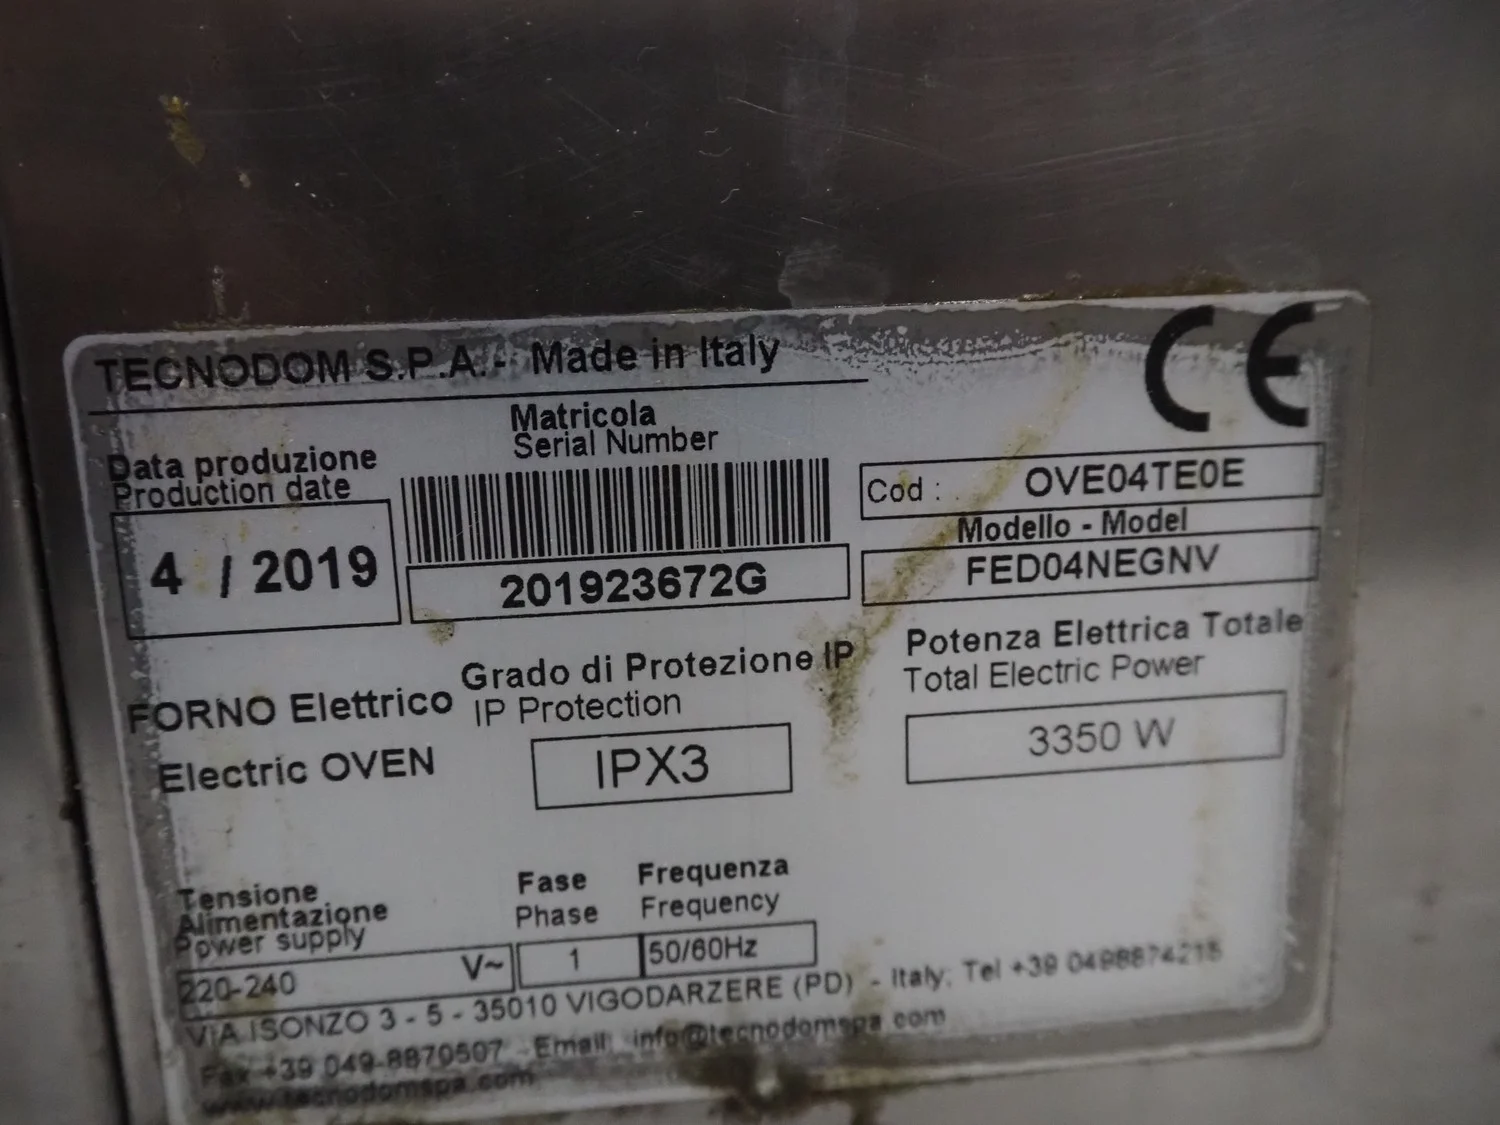 TECNODOM S.P.A.- Made in Italy
CE
Matricola
Serial Number
Data produzione
Production date
4 / 2019
201923672G
Cod : OVE04TE0E
Modello - Model
FED04NEGNV
FORNO Elettrico
Electric OVEN
Grado di Protezione IP
IP Protection
IPX3
Potenza Elettrica Totale
Total Electric Power
3350 W
Tensione
Alimentazione
Power supply
220-240 V~
Fase
Phase
1
Frequenza
Frequency
50/60Hz
VIA ISONZO 3 - 5 - 35010 VIGODARZERE (PD) - Italy, Tel +39 0498874215
Fax +39 049-8870507 - Email: info@tecnodomspa.com
www.tecnodomspa.com